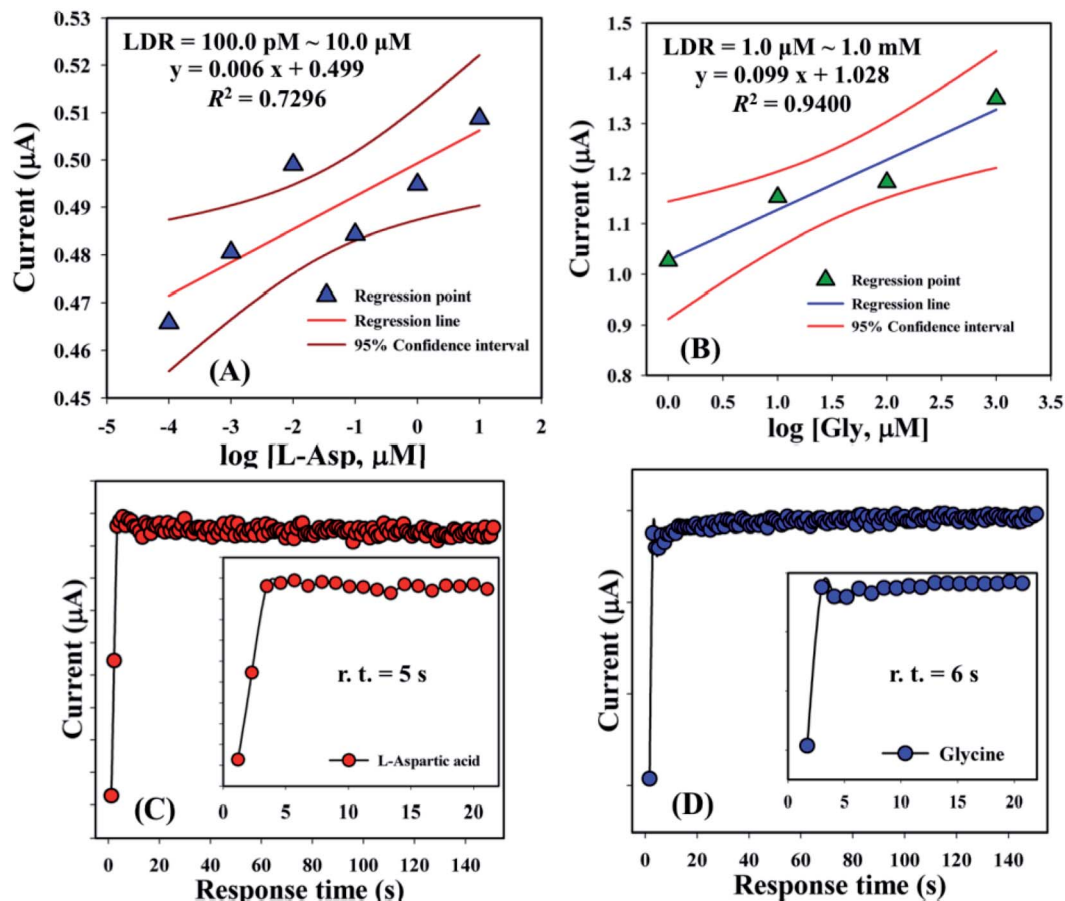 (A)
LDR = 100.0 pM ~ 10.0 μM
y = 0.006 x + 0.499
R² = 0.7296
0.53
0.52
0.51
0.50
0.49
0.48
0.47
0.46
0.45
Current (μA)
Regression point
Regression line
95% Confidence interval
-5 -4 -3 -2 -1 0 1 2
log [L-Asp, μM]
LDR = 1.0 μM ~ 1.0 mM
y = 0.099 x + 1.028
R² = 0.9400
1.5
1.4
1.3
1.2
1.1
1.0
0.9
0.8
Current (μA)
Regression point
Regression line
95% Confidence interval
(B)
0.0 0.5 1.0 1.5 2.0 2.5 3.0 3.5
log [Gly, μM]
Current (μA)
r. t. = 5 s
L-Aspartic acid
0 5 10 15 20
(C)
0 20 40 60 80 100 120 140
Response time (s)
Current (μA)
r. t. = 6 s
Glycine
0 5 10 15 20
(D)
0 20 40 60 80 100 120 140
Response time (s)